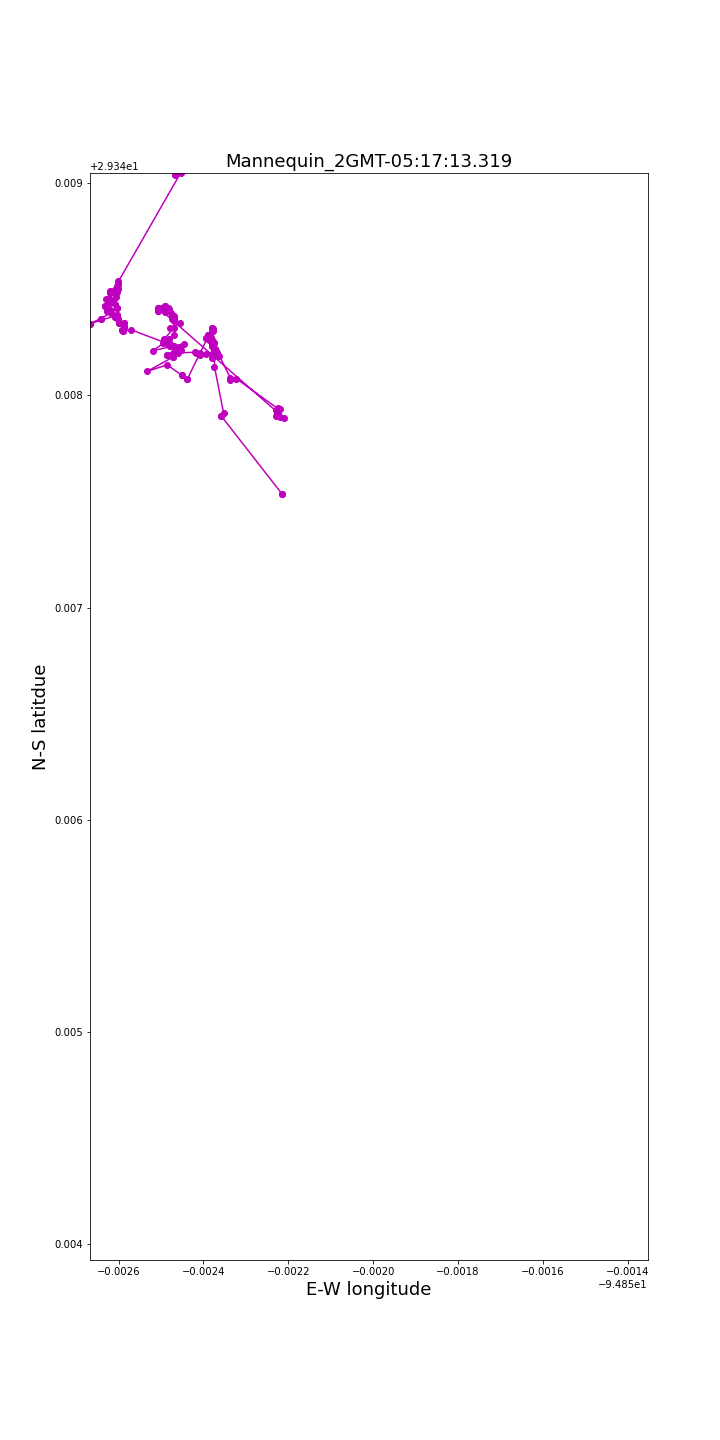 Mannequin_2GMT-05:17:13.319
+2.934e1
0.009
0.008
0.007
0.006
0.005
0.004
N-S latitdue
−0.0026 −0.0024 −0.0022 −0.0020 −0.0018 −0.0016 −0.0014
−9.485e1
E-W longitude